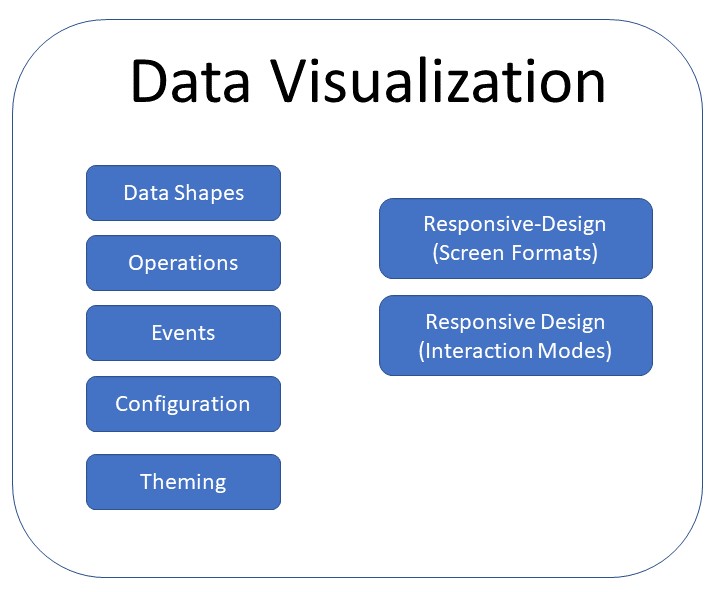 Data Visualization
Data Shapes
Operations
Events
Configuration
Theming
Responsive-Design
(Screen Formats)
Responsive Design
(Interaction Modes)